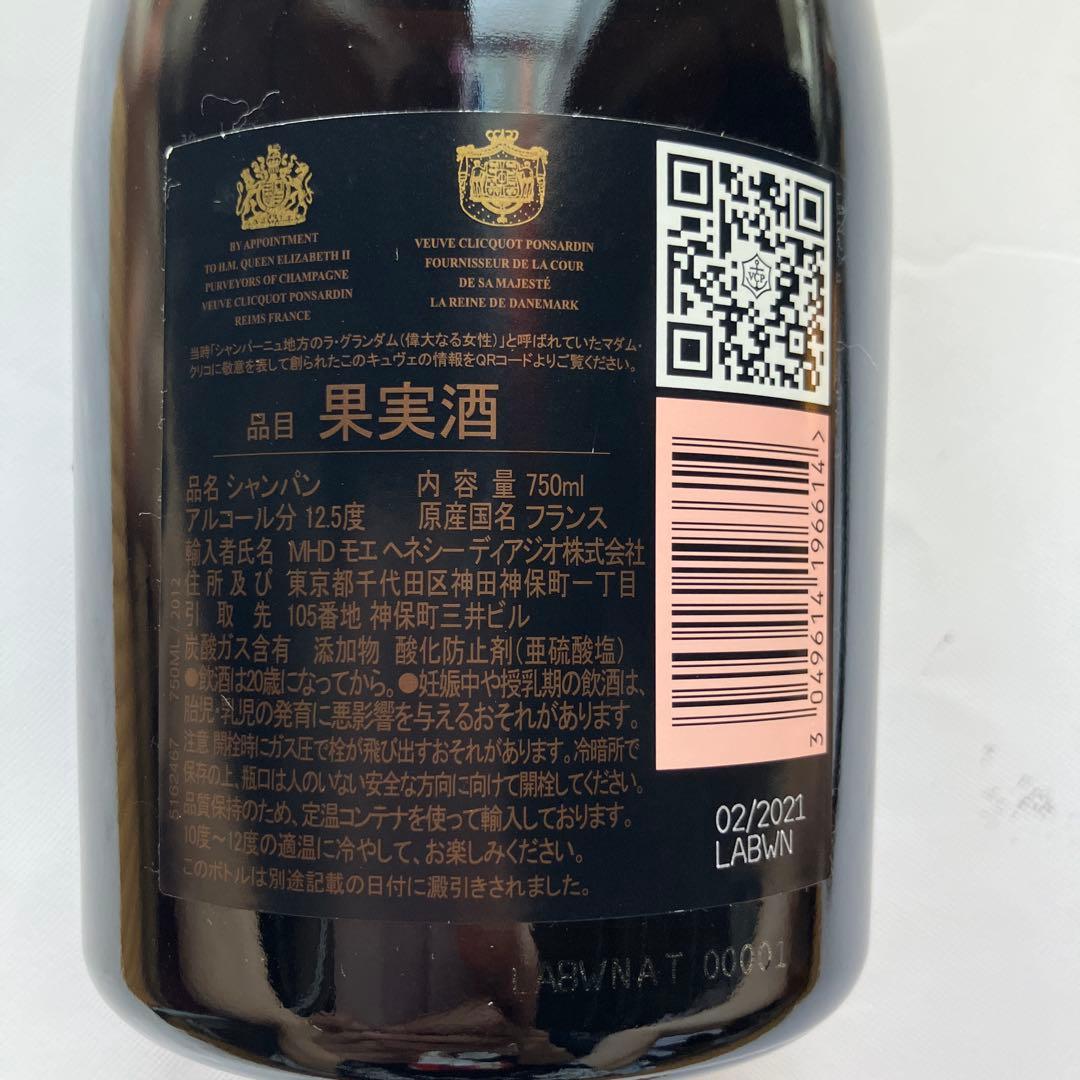 BY APPOINTMENT
TO H.M. QUEEN ELIZABETH II
PURVEYORS OF CHAMPAGNE
VEUVE CLICQUOT PONSARDIN
REIMS FRANCE
VEUVE CLICQUOT PONSARDIN
FOURNISSEUR DE LA COUR
DE SA MAJESTÉ
LA REINE DE DANEMARK
VCP
当時「シャンパーニュ地方のラ・グランダム(偉大なる女性)」と呼ばれていたマダム・
クリコに敬意を表して創られたこのキュヴェの情報をQRコードよりご覧ください。
品目 果実酒
品名 シャンパン 内容量 750ml
アルコール分 12.5度 原産国名 フランス
輸入者氏名 MHD モエ ヘネシー ディアジオ株式会社
住所及び 東京都千代田区神田神保町一丁目
引取先 105番地 神保町三井ビル
炭酸ガス含有 添加物 酸化防止剤(亜硫酸塩)
●飲酒は20歳になってから。●妊娠中や授乳期の飲酒は、
胎児・乳児の発育に悪影響を与えるおそれがあります。
注意 開栓時にガス圧で栓が飛び出すおそれがあります。冷暗所で
保存の上、瓶口は人のいない安全な方向に向けて開栓してください。
品質保持のため、定温コンテナを使って輸入しております。
10度〜12度の適温に冷やして、お楽しみください。
このボトルは別途記載の日付に澱引きされました。
5162467 750ML / 2012
3 049614 196614 >
02/2021
LABWN
LABWNAT 00001